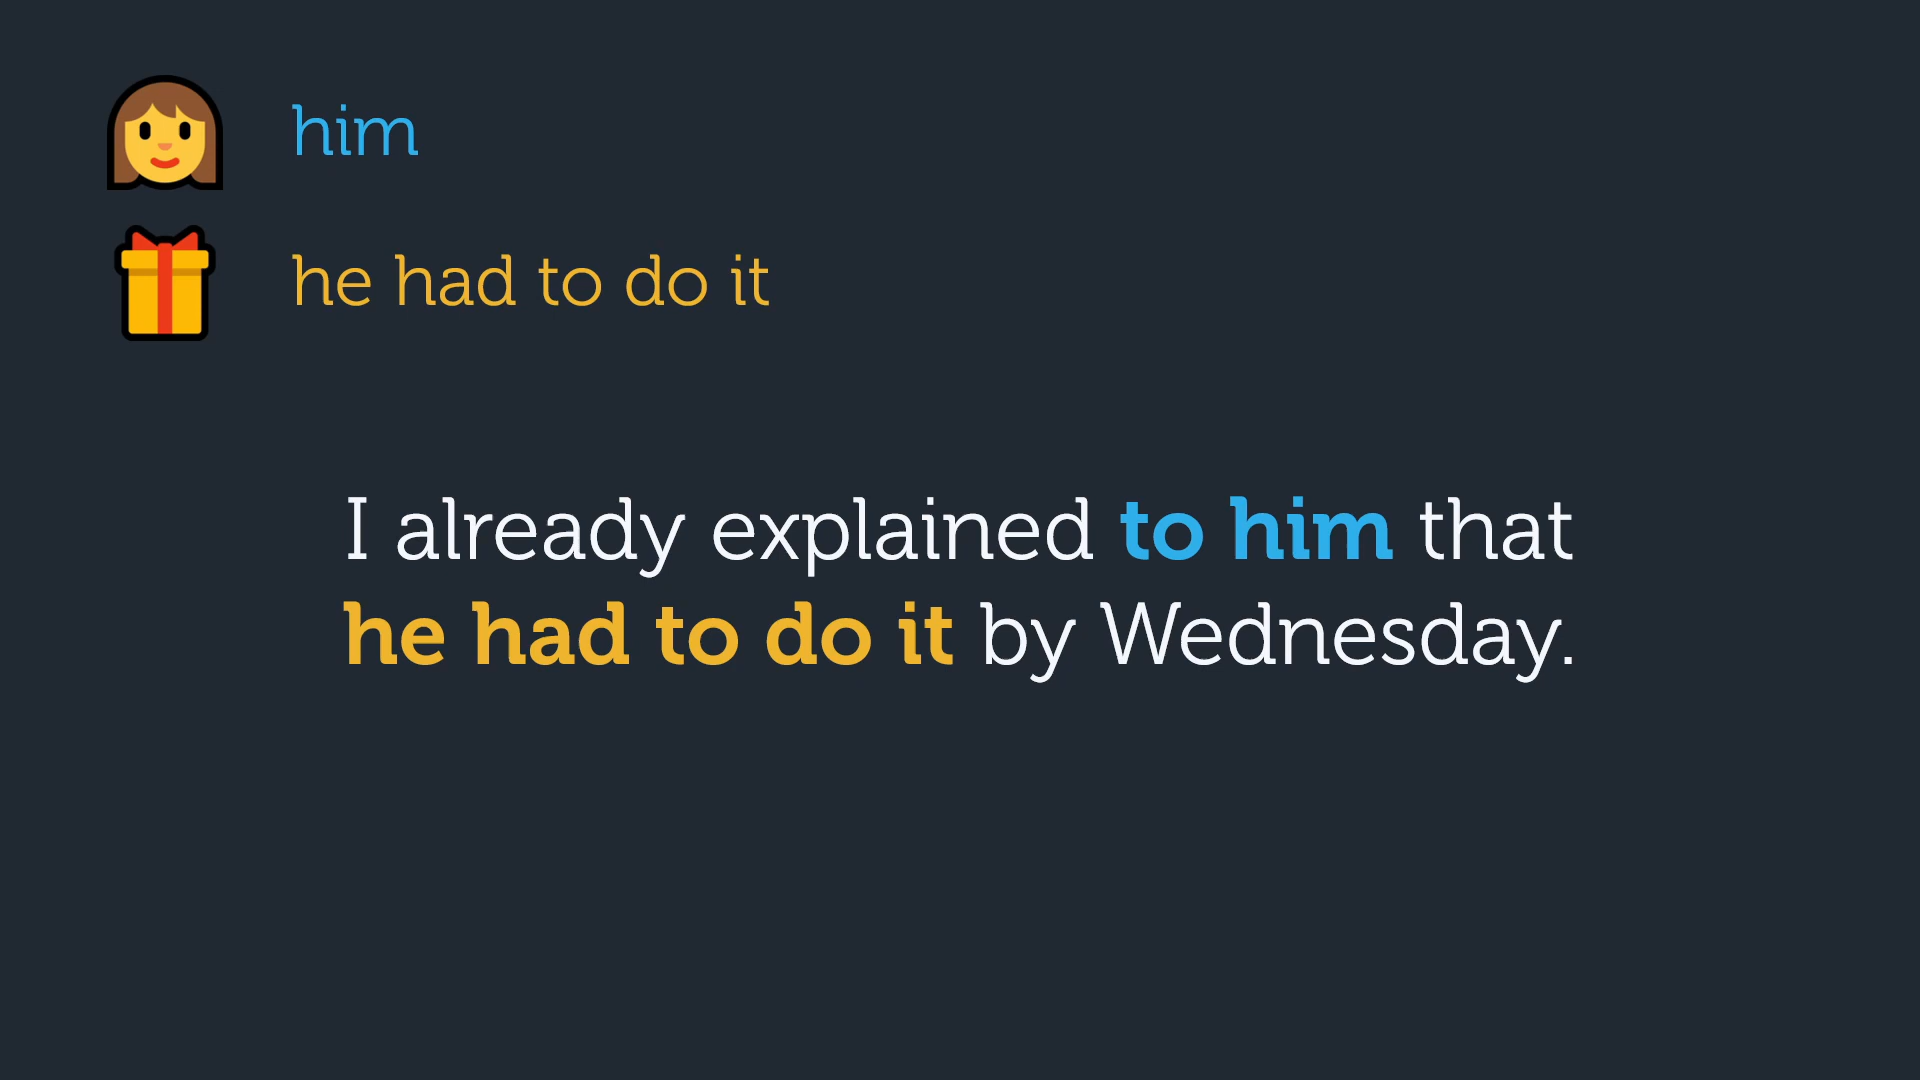 him
he had to do it
I already explained to him that
he had to do it by Wednesday.